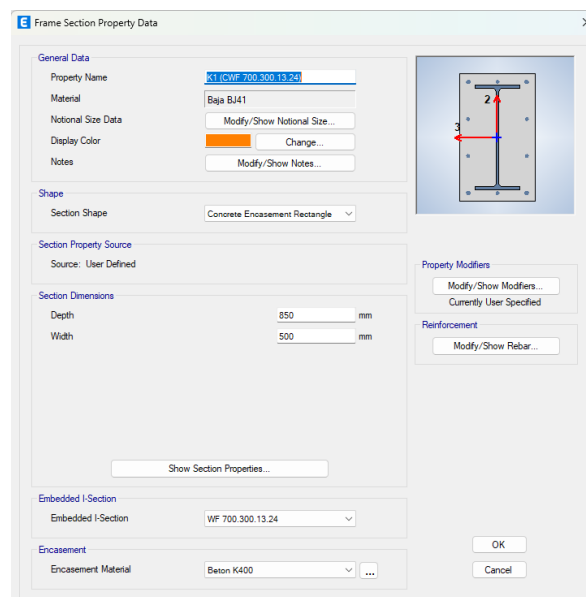 E Frame Section Property Data
General Data
Property Name K1 (CWF 700.300.13.24)
Material Baja BJ41
Notional Size Data Modify/Show Notional Size...
Display Color Change...
Notes Modify/Show Notes...
2
3
Shape
Section Shape Concrete Encasement Rectangle
Section Property Source
Source: User Defined
Property Modifiers
Modify/Show Modifiers...
Currently User Specified
Section Dimensions
Depth 850 mm
Width 500 mm
Reinforcement
Modify/Show Rebar...
Show Section Properties...
Embedded I-Section
Embedded I-Section WF 700.300.13.24
Encasement
Encasement Material Beton K400 ...
OK
Cancel